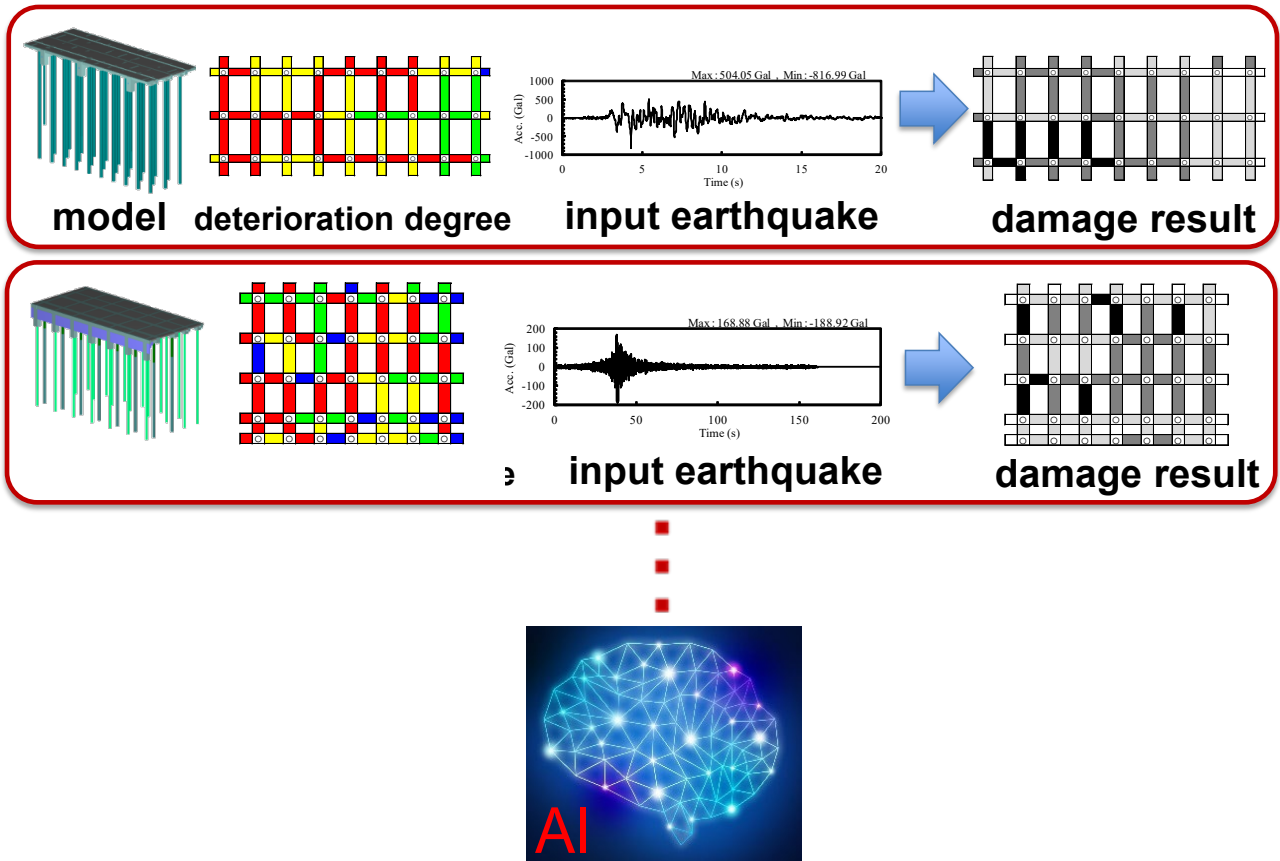 Max : 504.05 Gal , Min : -816.99 Gal
1000
500
0
-500
-1000
Acc. (Gal)
0 5 10 15 20
Time (s)
model deterioration degree input earthquake damage result
Max : 168.88 Gal , Min : -188.92 Gal
200
100
0
-100
-200
Acc. (Gal)
0 50 100 150 200
Time (s)
input earthquake damage result
AI